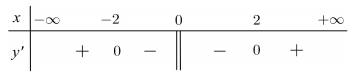 x −∞ −2 0 2 +∞
y′ + 0 − || − 0 +